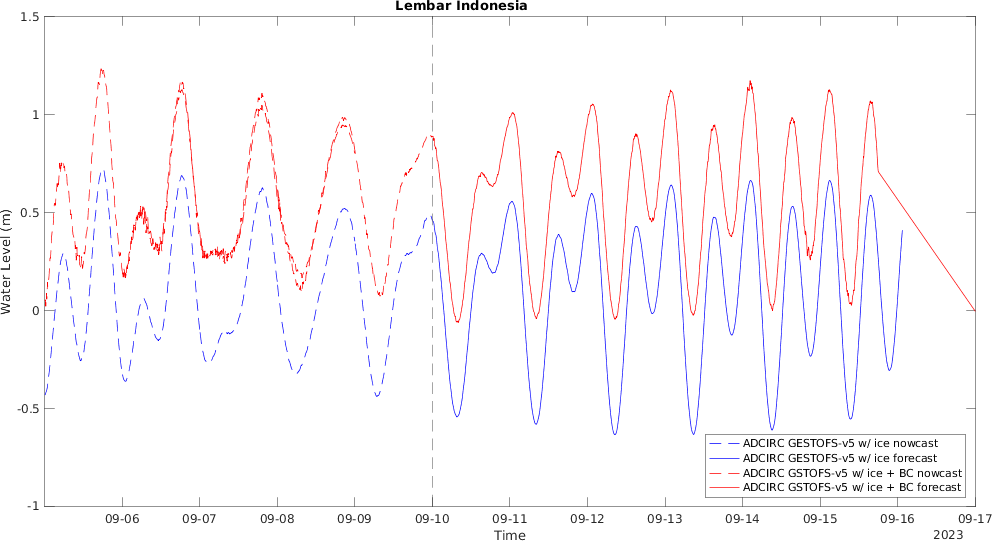 Lembar Indonesia
1.5
1
0.5
0
-0.5
-1
Water Level (m)
ADCIRC GESTOFS-v5 w/ ice nowcast
ADCIRC GESTOFS-v5 w/ ice forecast
ADCIRC GSTOFS-v5 w/ ice + BC nowcast
ADCIRC GSTOFS-v5 w/ ice + BC forecast
09-06 09-07 09-08 09-09 09-10 09-11 09-12 09-13 09-14 09-15 09-16 09-17
Time
2023